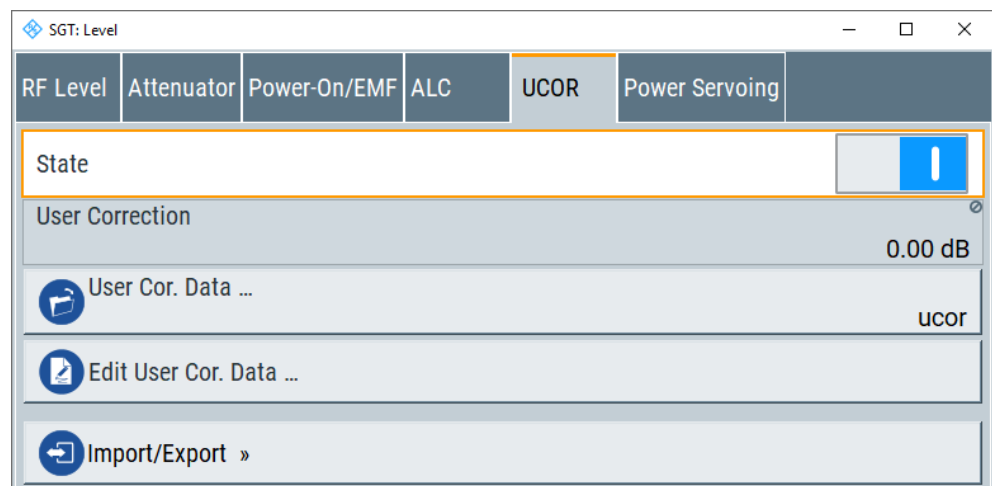 SGT: Level
RF Level Attenuator Power-On/EMF ALC UCOR Power Servoing
State
User Correction
0.00 dB
User Cor. Data ...
ucor
Edit User Cor. Data ...
Import/Export »